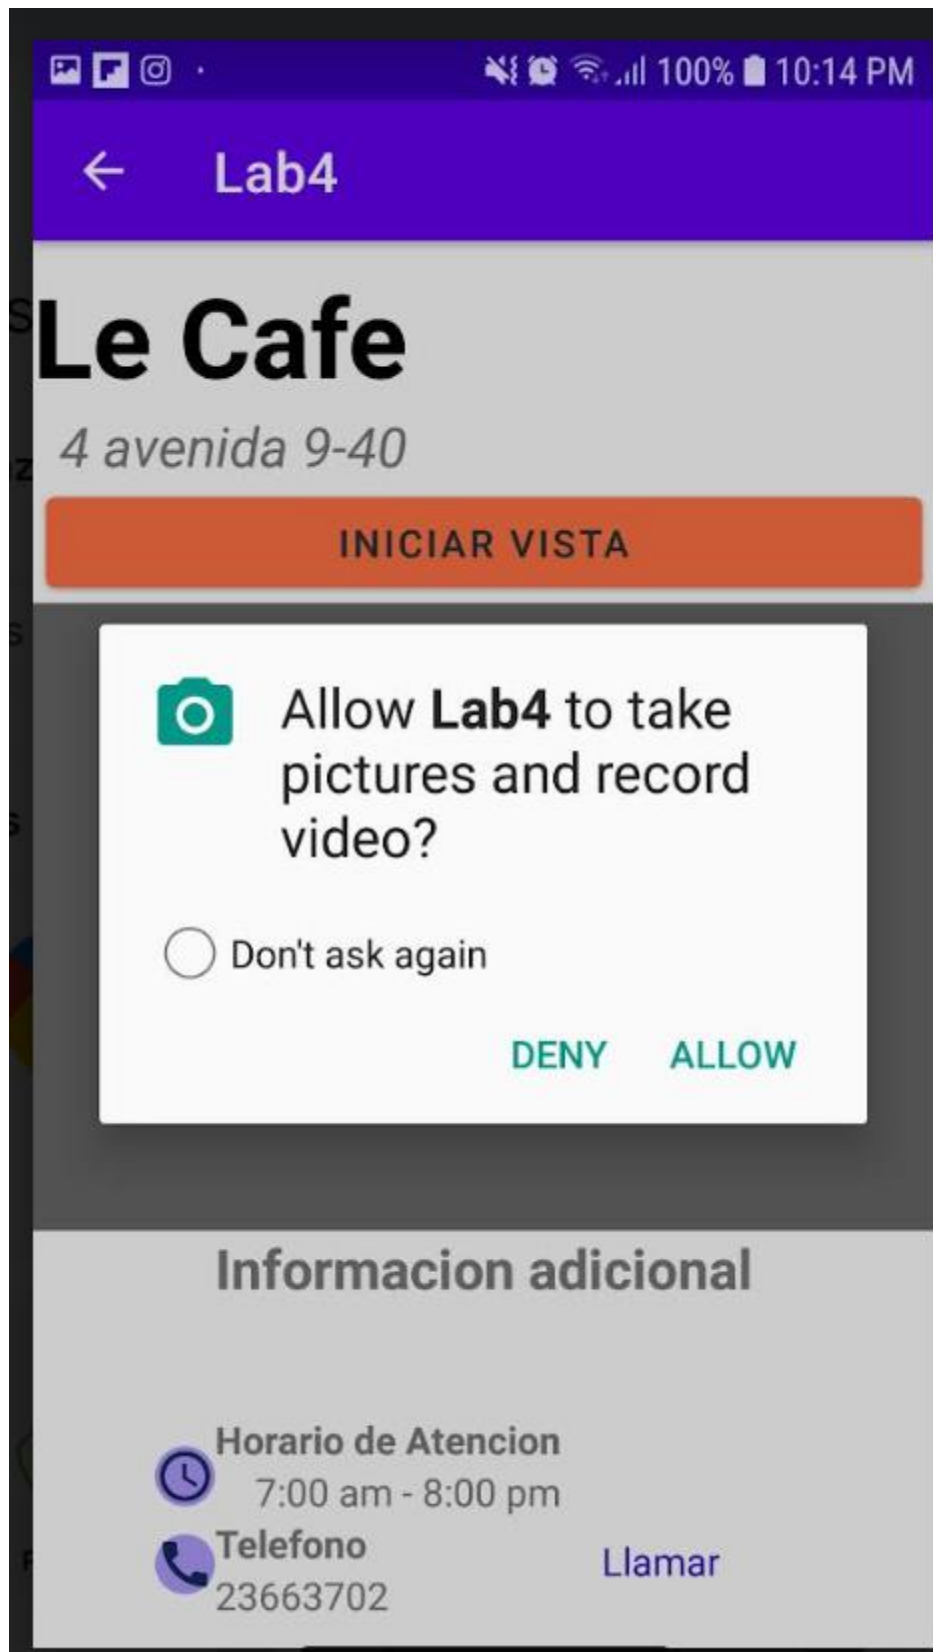 100% 10:14 PM
Lab4
Le Cafe
4 avenida 9-40
INICIAR VISTA
Allow Lab4 to take
pictures and record
video?
Don't ask again
DENY ALLOW
Informacion adicional
Horario de Atencion
7:00 am - 8:00 pm
Telefono
23663702
Llamar